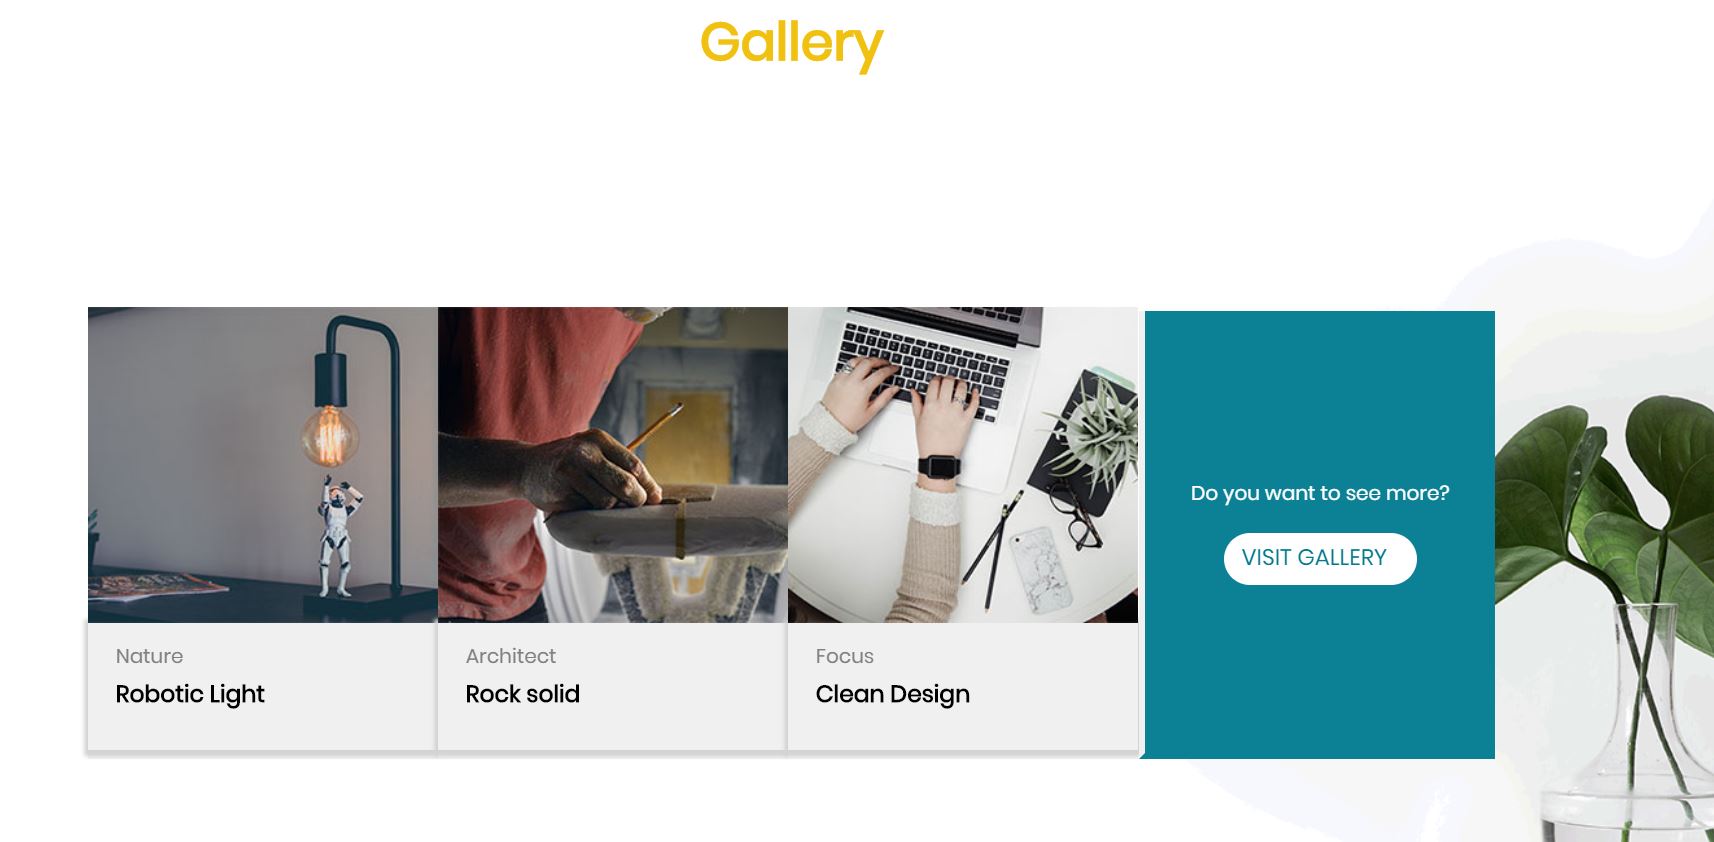 Gallery
Do you want to see more?
VISIT GALLERY
Nature
Robotic Light
Architect
Rock solid
Focus
Clean Design